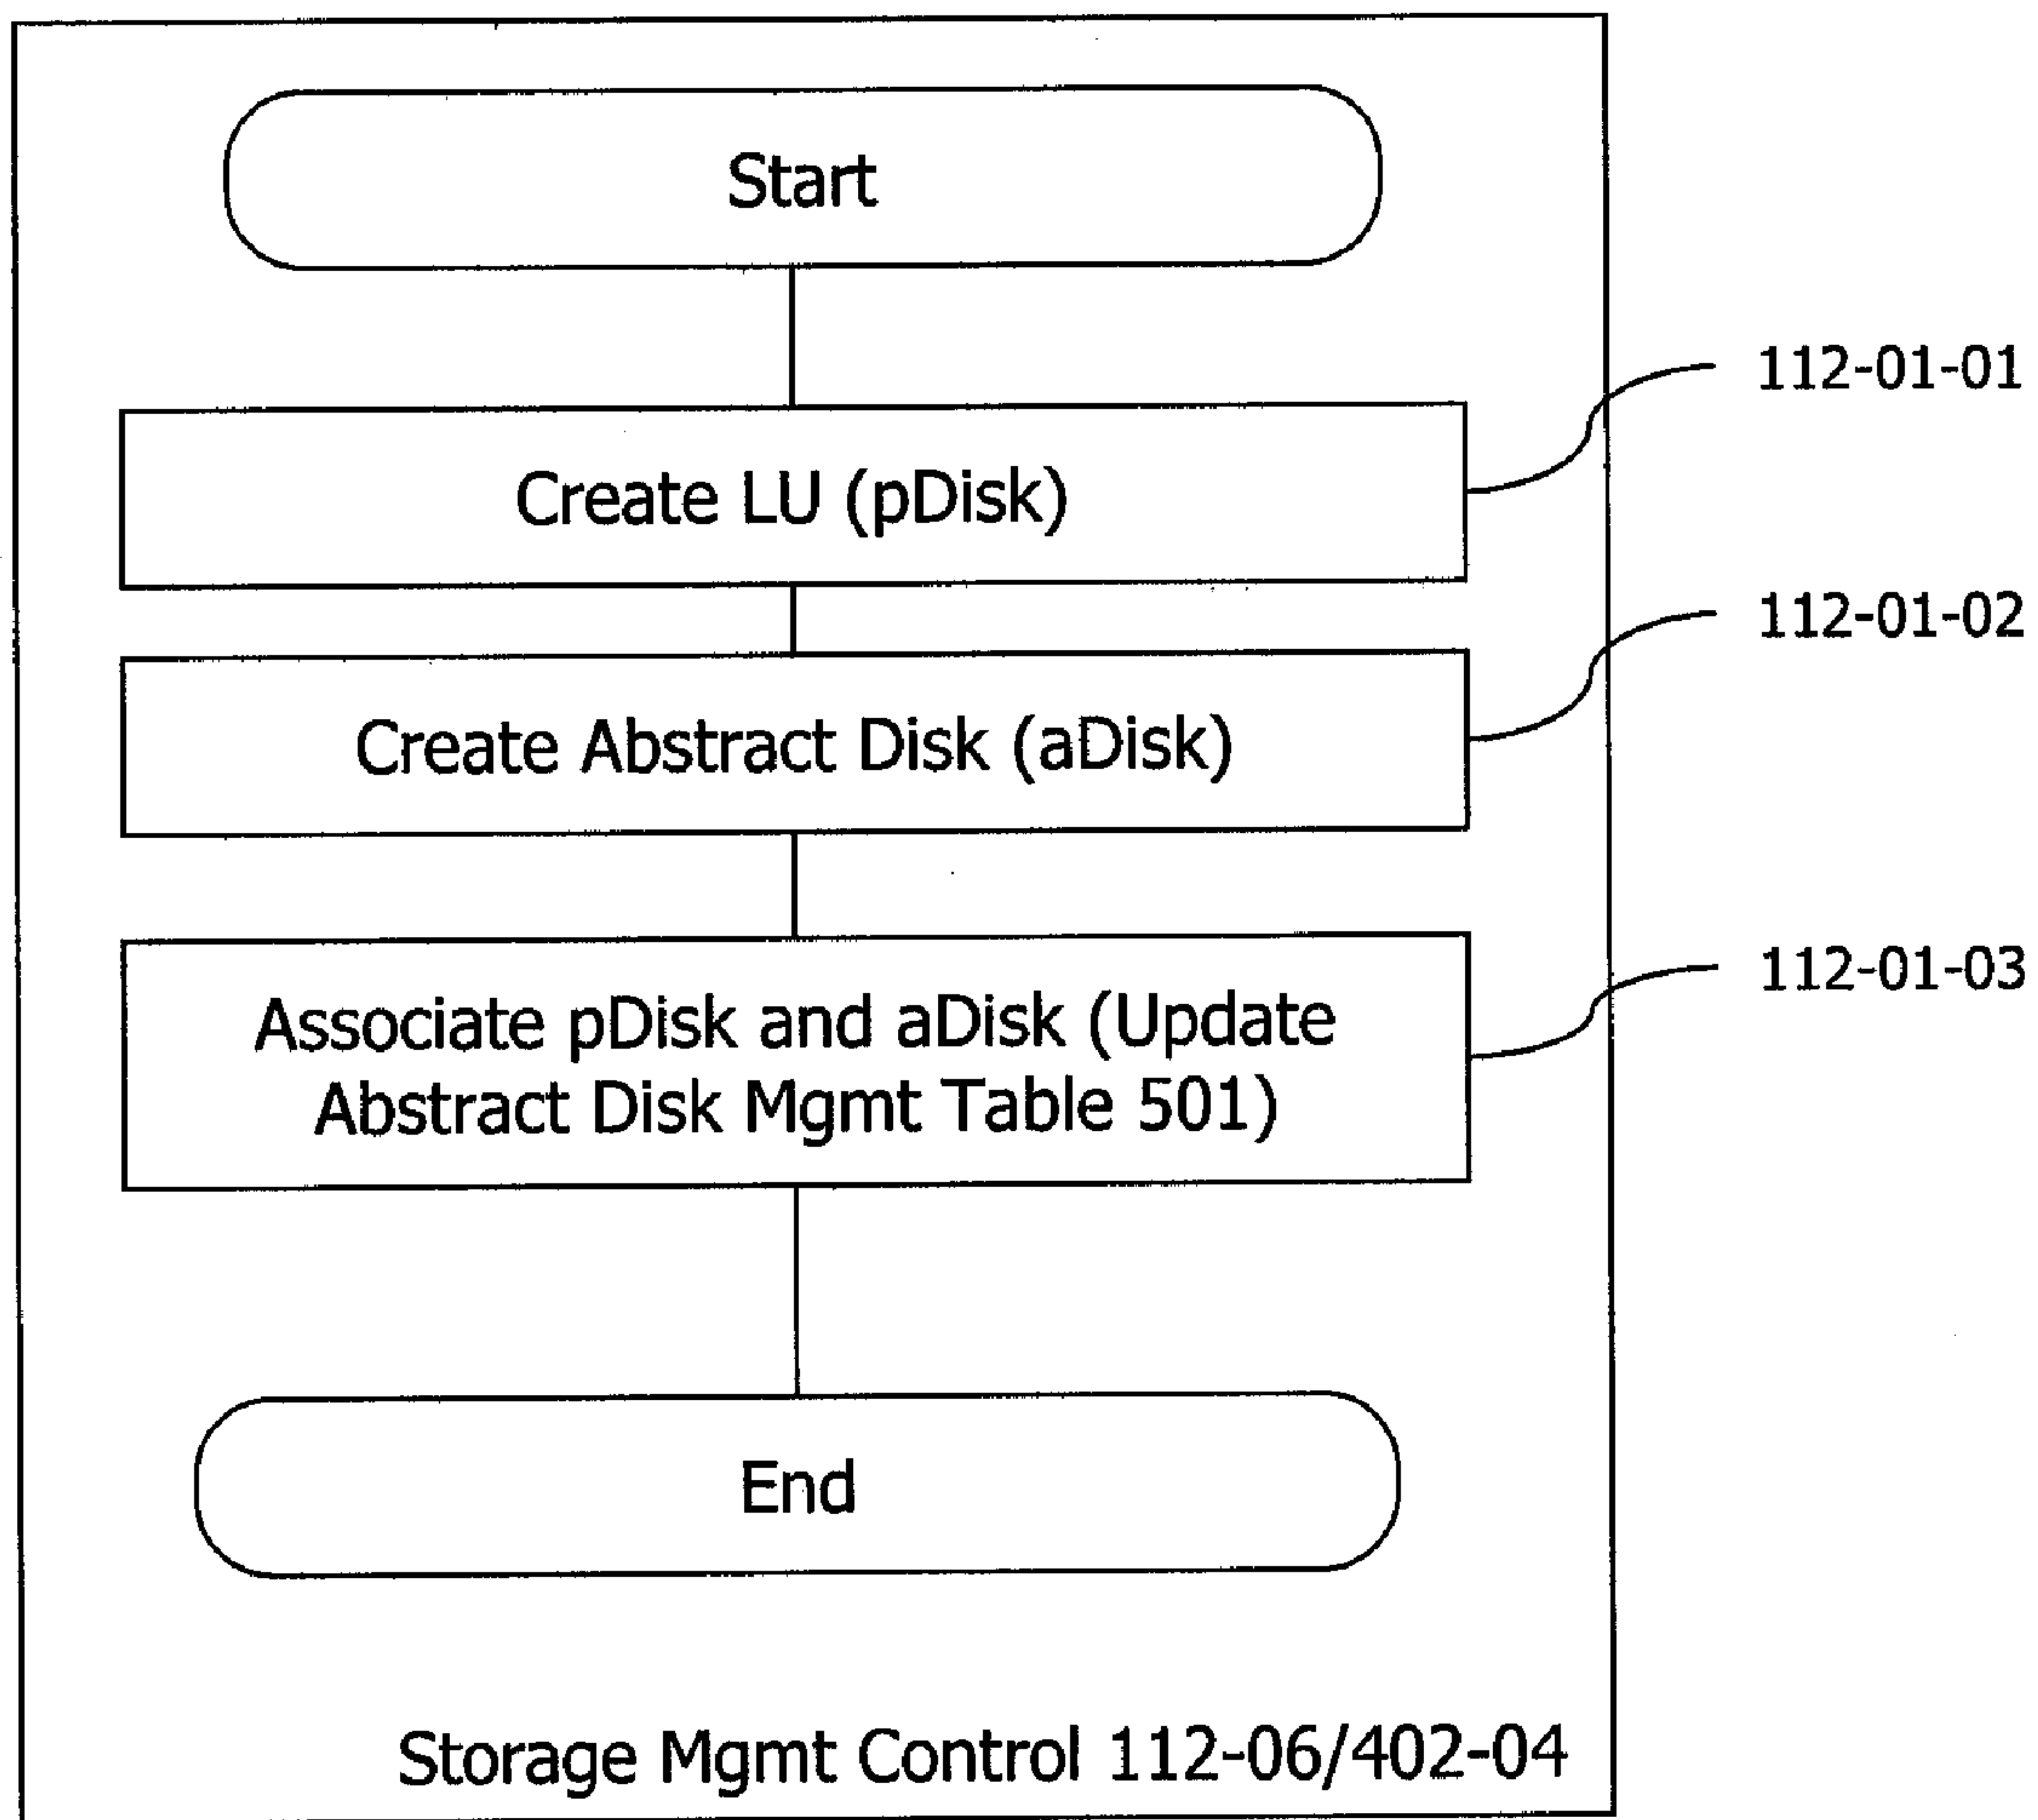 Start
112-01-01
Create LU (pDisk)
112-01-02
Create Abstract Disk (aDisk)
112-01-03
Associate pDisk and aDisk (Update
Abstract Disk Mgmt Table 501)
End
Storage Mgmt Control 112-06/402-04